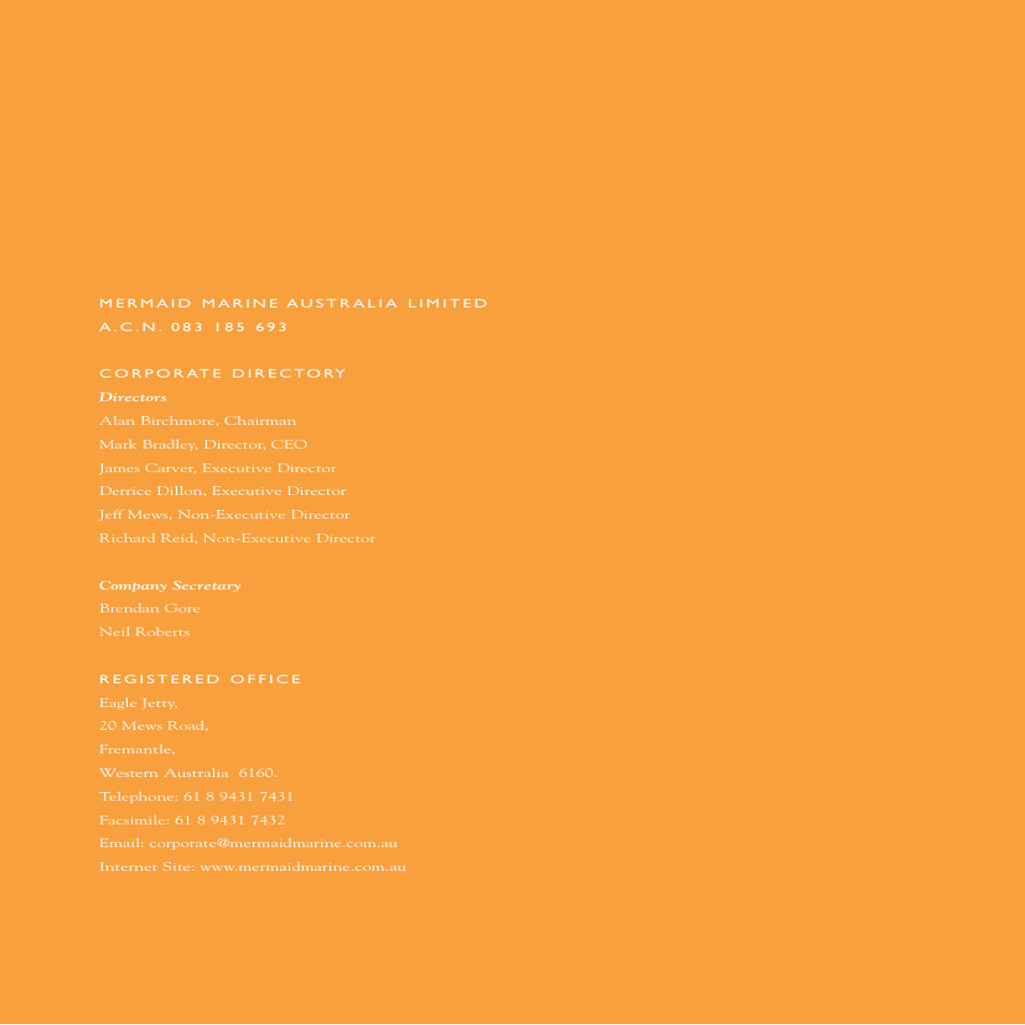 MERMAID MARINE AUSTRALIA LIMITED
A.C.N. 083 185 693
CORPORATE DIRECTORY
Directors
Alan Birchmore, Chairman
Mark Bradley, Director, CEO
James Carver, Executive Director
Derrice Dillon, Executive Director
Jeff Mews, Non-Executive Director
Richard Reid, Non-Executive Director
Company Secretary
Brendan Gore
Neil Roberts
REGISTERED OFFICE
Eagle Jetty,
20 Mews Road,
Fremantle,
Western Australia  6160.
Telephone: 61 8 9431 7431
Facsimile: 61 8 9431 7432
Email: corporate@mermaidmarine.com.au
Internet Site: www.mermaidmarine.com.au